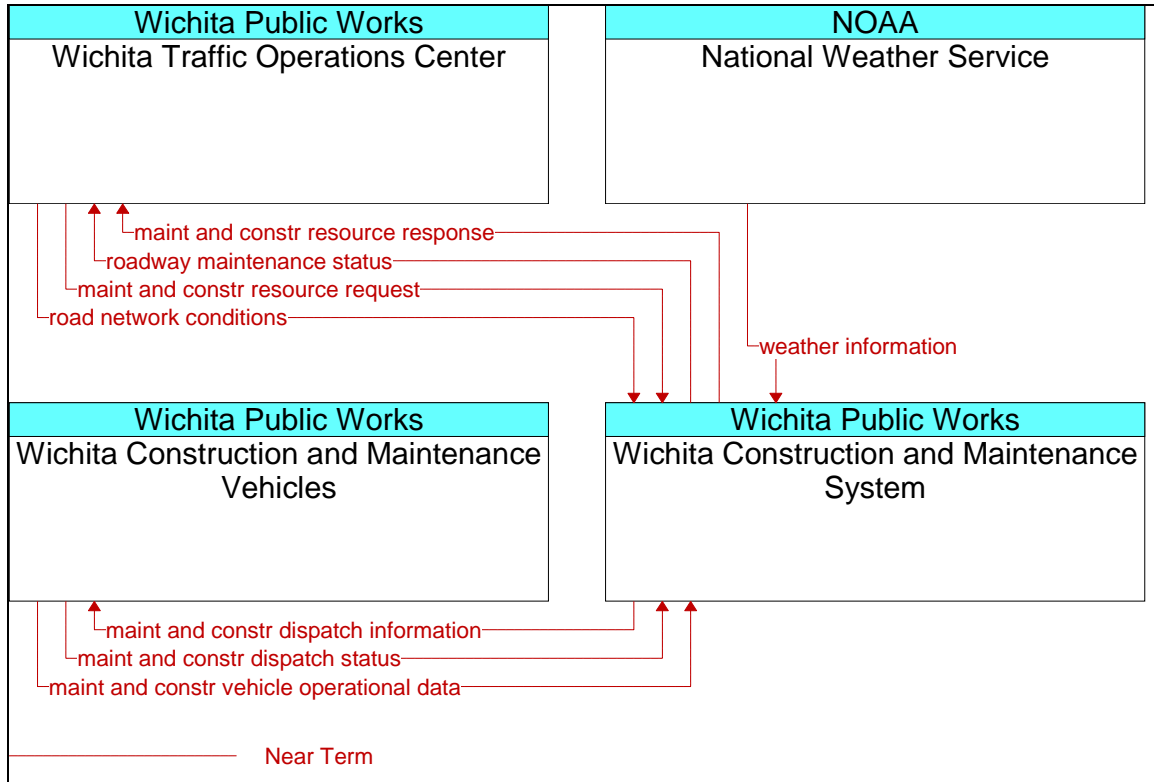 Wichita Public Works
Wichita Traffic Operations Center
NOAA
National Weather Service
maint and constr resource response
roadway maintenance status
maint and constr resource request
road network conditions
weather information
Wichita Public Works
Wichita Construction and Maintenance
Vehicles
Wichita Public Works
Wichita Construction and Maintenance
System
maint and constr dispatch information
maint and constr dispatch status
maint and constr vehicle operational data
Near Term